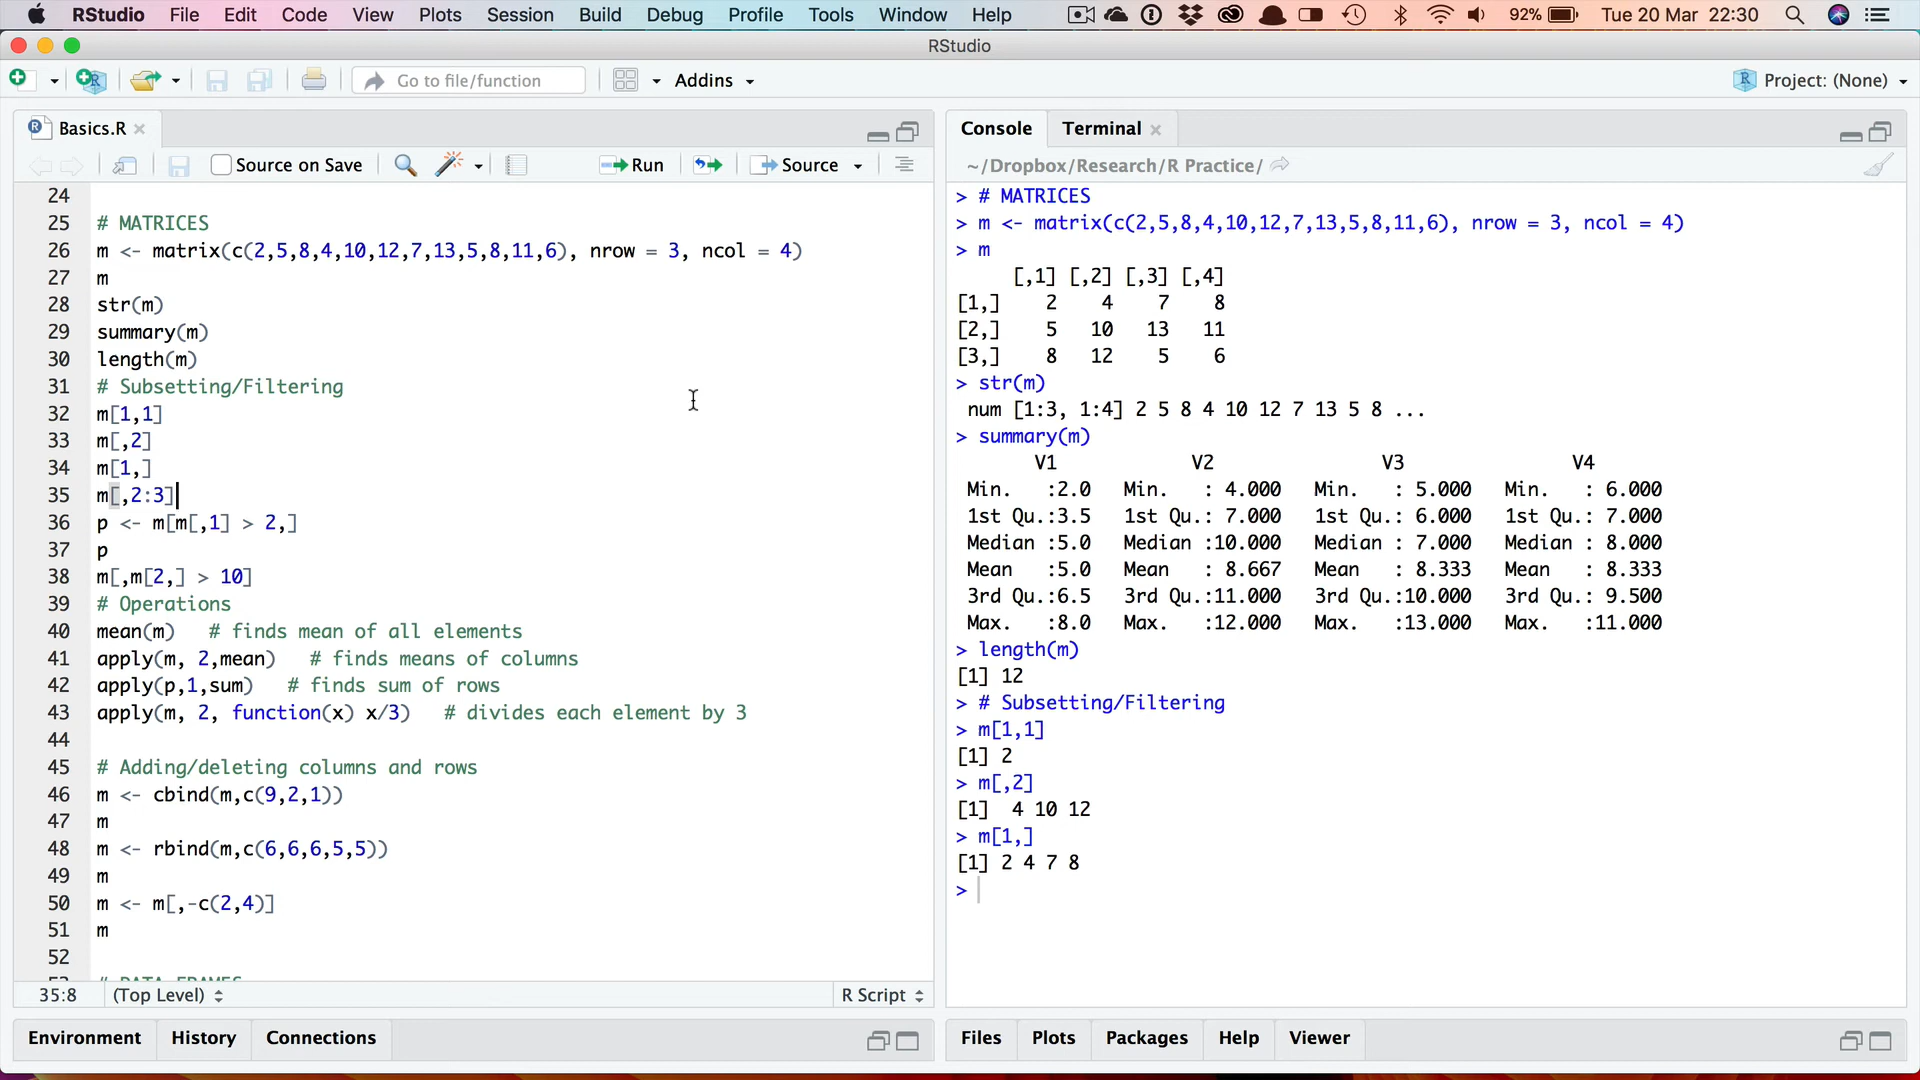 RStudio File Edit Code View Plots Session Build Debug Profile Tools Window Help 92% Tue 20 Mar 22:30
RStudio
Go to file/function Addins Project: (None)
Basics.R
Source on Save Run Source
24
25 # MATRICES
26 m <- matrix(c(2,5,8,4,10,12,7,13,5,8,11,6), nrow = 3, ncol = 4)
27 m
28 str(m)
29 summary(m)
30 length(m)
31 # Subsetting/Filtering
32 m[1,1]
33 m[,2]
34 m[1,]
35 m[,2:3]
36 p <- m[m[,1] > 2,]
37 p
38 m[,m[2,] > 10]
39 # Operations
40 mean(m)   # finds mean of all elements
41 apply(m, 2,mean)   # finds means of columns
42 apply(p,1,sum)   # finds sum of rows
43 apply(m, 2, function(x) x/3)   # divides each element by 3
44
45 # Adding/deleting columns and rows
46 m <- cbind(m,c(9,2,1))
47 m
48 m <- rbind(m,c(6,6,6,5,5))
49 m
50 m <- m[,-c(2,4)]
51 m
52
53 # DATA FRAMES
35:8 (Top Level) R Script
Environment History Connections
Console Terminal
~/Dropbox/Research/R Practice/
> # MATRICES
> m <- matrix(c(2,5,8,4,10,12,7,13,5,8,11,6), nrow = 3, ncol = 4)
> m
     [,1] [,2] [,3] [,4]
[1,]    2    4    7    8
[2,]    5   10   13   11
[3,]    8   12    5    6
> str(m)
 num [1:3, 1:4] 2 5 8 4 10 12 7 13 5 8 ...
> summary(m)
       V1            V2               V3               V4
 Min.   :2.0   Min.   : 4.000   Min.   : 5.000   Min.   : 6.000
 1st Qu.:3.5   1st Qu.: 7.000   1st Qu.: 6.000   1st Qu.: 7.000
 Median :5.0   Median :10.000   Median : 7.000   Median : 8.000
 Mean   :5.0   Mean   : 8.667   Mean   : 8.333   Mean   : 8.333
 3rd Qu.:6.5   3rd Qu.:11.000   3rd Qu.:10.000   3rd Qu.: 9.500
 Max.   :8.0   Max.   :12.000   Max.   :13.000   Max.   :11.000
> length(m)
[1] 12
> # Subsetting/Filtering
> m[1,1]
[1] 2
> m[,2]
[1]  4 10 12
> m[1,]
[1] 2 4 7 8
>
Files Plots Packages Help Viewer